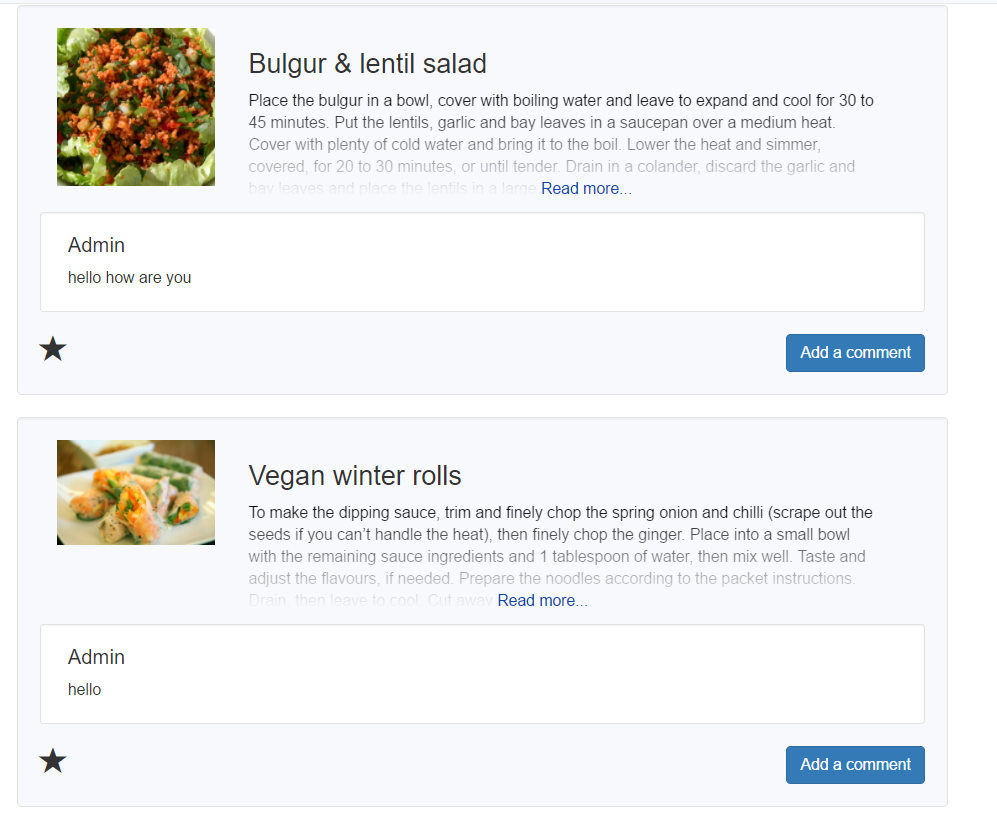 Bulgur & lentil salad
Place the bulgur in a bowl, cover with boiling water and leave to expand and cool for 30 to
45 minutes. Put the lentils, garlic and bay leaves in a saucepan over a medium heat.
Cover with plenty of cold water and bring it to the boil. Lower the heat and simmer,
covered, for 20 to 30 minutes, or until tender. Drain in a colander, discard the garlic and
bay leaves and place the lentils in a large Read more...
Admin
hello how are you
Add a comment
Vegan winter rolls
To make the dipping sauce, trim and finely chop the spring onion and chilli (scrape out the
seeds if you can’t handle the heat), then finely chop the ginger. Place into a small bowl
with the remaining sauce ingredients and 1 tablespoon of water, then mix well. Taste and
adjust the flavours, if needed. Prepare the noodles according to the packet instructions.
Drain, then leave to cool. Cut away Read more...
Admin
hello
Add a comment